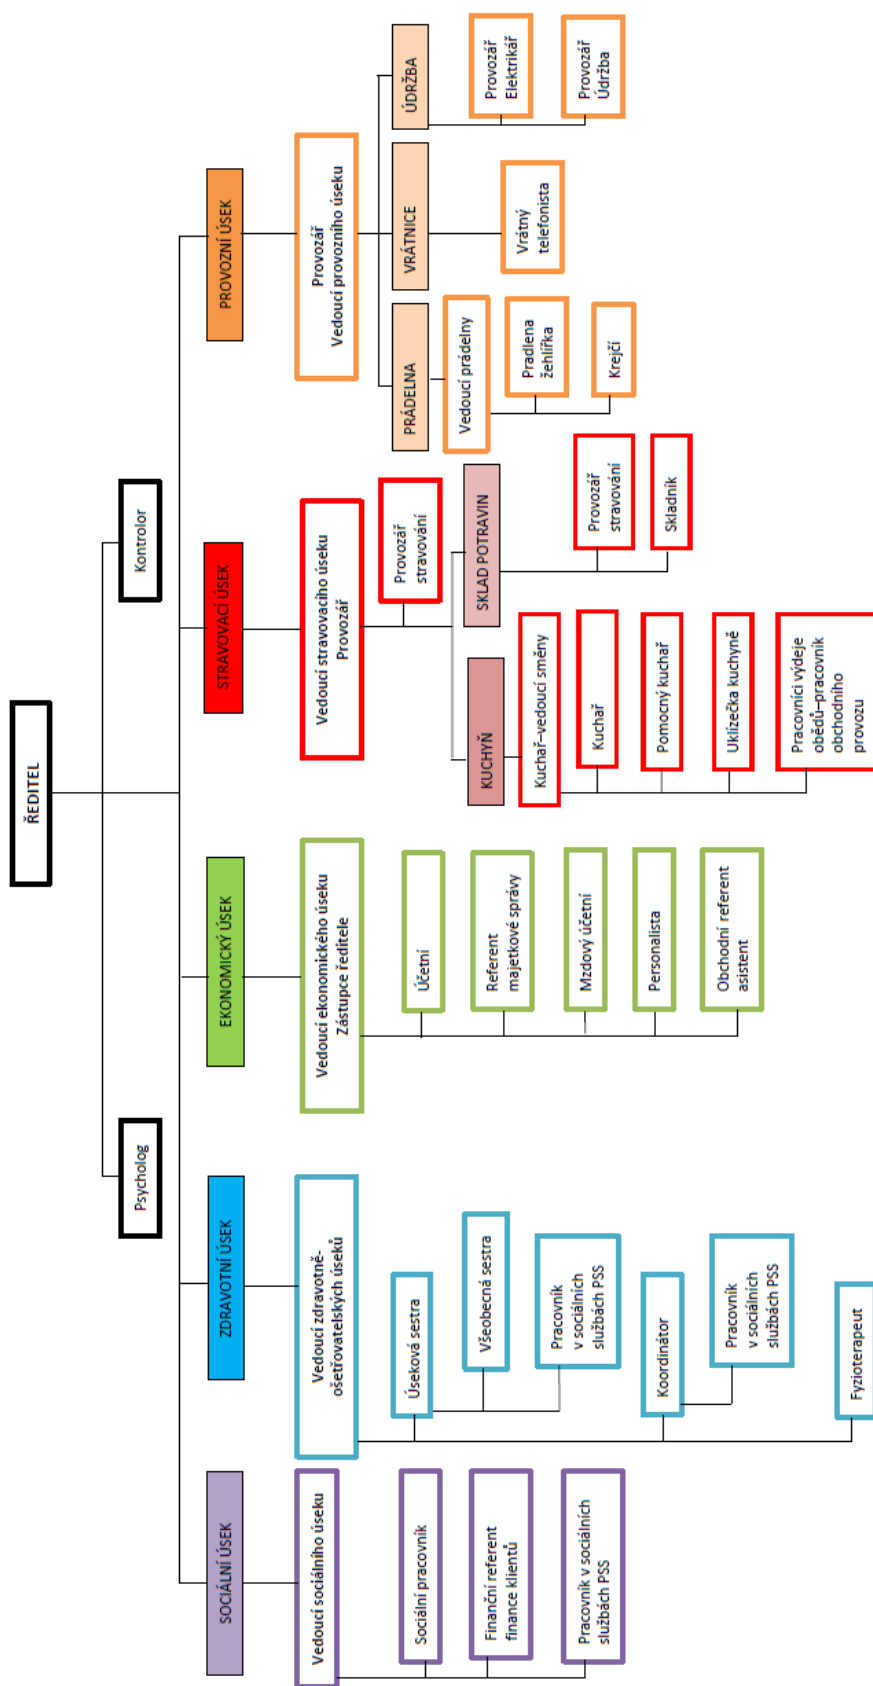 ŘEDITEL
Psycholog
Kontrolor
SOCIÁLNÍ ÚSEK
Vedoucí sociálního úseku
Sociální pracovník
Finanční referent
finance klientů
Pracovník v sociálních
službách PSS
ZDRAVOTNÍ ÚSEK
Vedoucí zdravotně-
ošetřovatelských úseků
Úseková sestra
Všeobecná sestra
Pracovník
v sociálních
službách PSS
Koordinátor
Pracovník
v sociálních
službách PSS
Fyzioterapeut
EKONOMICKÝ ÚSEK
Vedoucí ekonomického úseku
Zástupce ředitele
Účetní
Referent
majetkové správy
Mzdový účetní
Personalista
Obchodní referent
asistent
STRAVOVACÍ ÚSEK
Vedoucí stravovacího úseku
Provozář
Provozář
stravování
KUCHYŇ
Kuchař–vedoucí směny
Kuchař
Pomocný kuchař
Uklízečka kuchyně
Pracovníci výdeje
obědů–pracovník
obchodního
provozu
SKLAD POTRAVIN
Provozář
stravování
Skladník
PROVOZNÍ ÚSEK
Provozář
Vedoucí provozního úseku
PRÁDELNA
Vedoucí prádelny
Pradlena
žehlířka
Krejčí
VRÁTNICE
Vrátný
telefonista
ÚDRŽBA
Provozář
Elektrikář
Provozář
Údržba